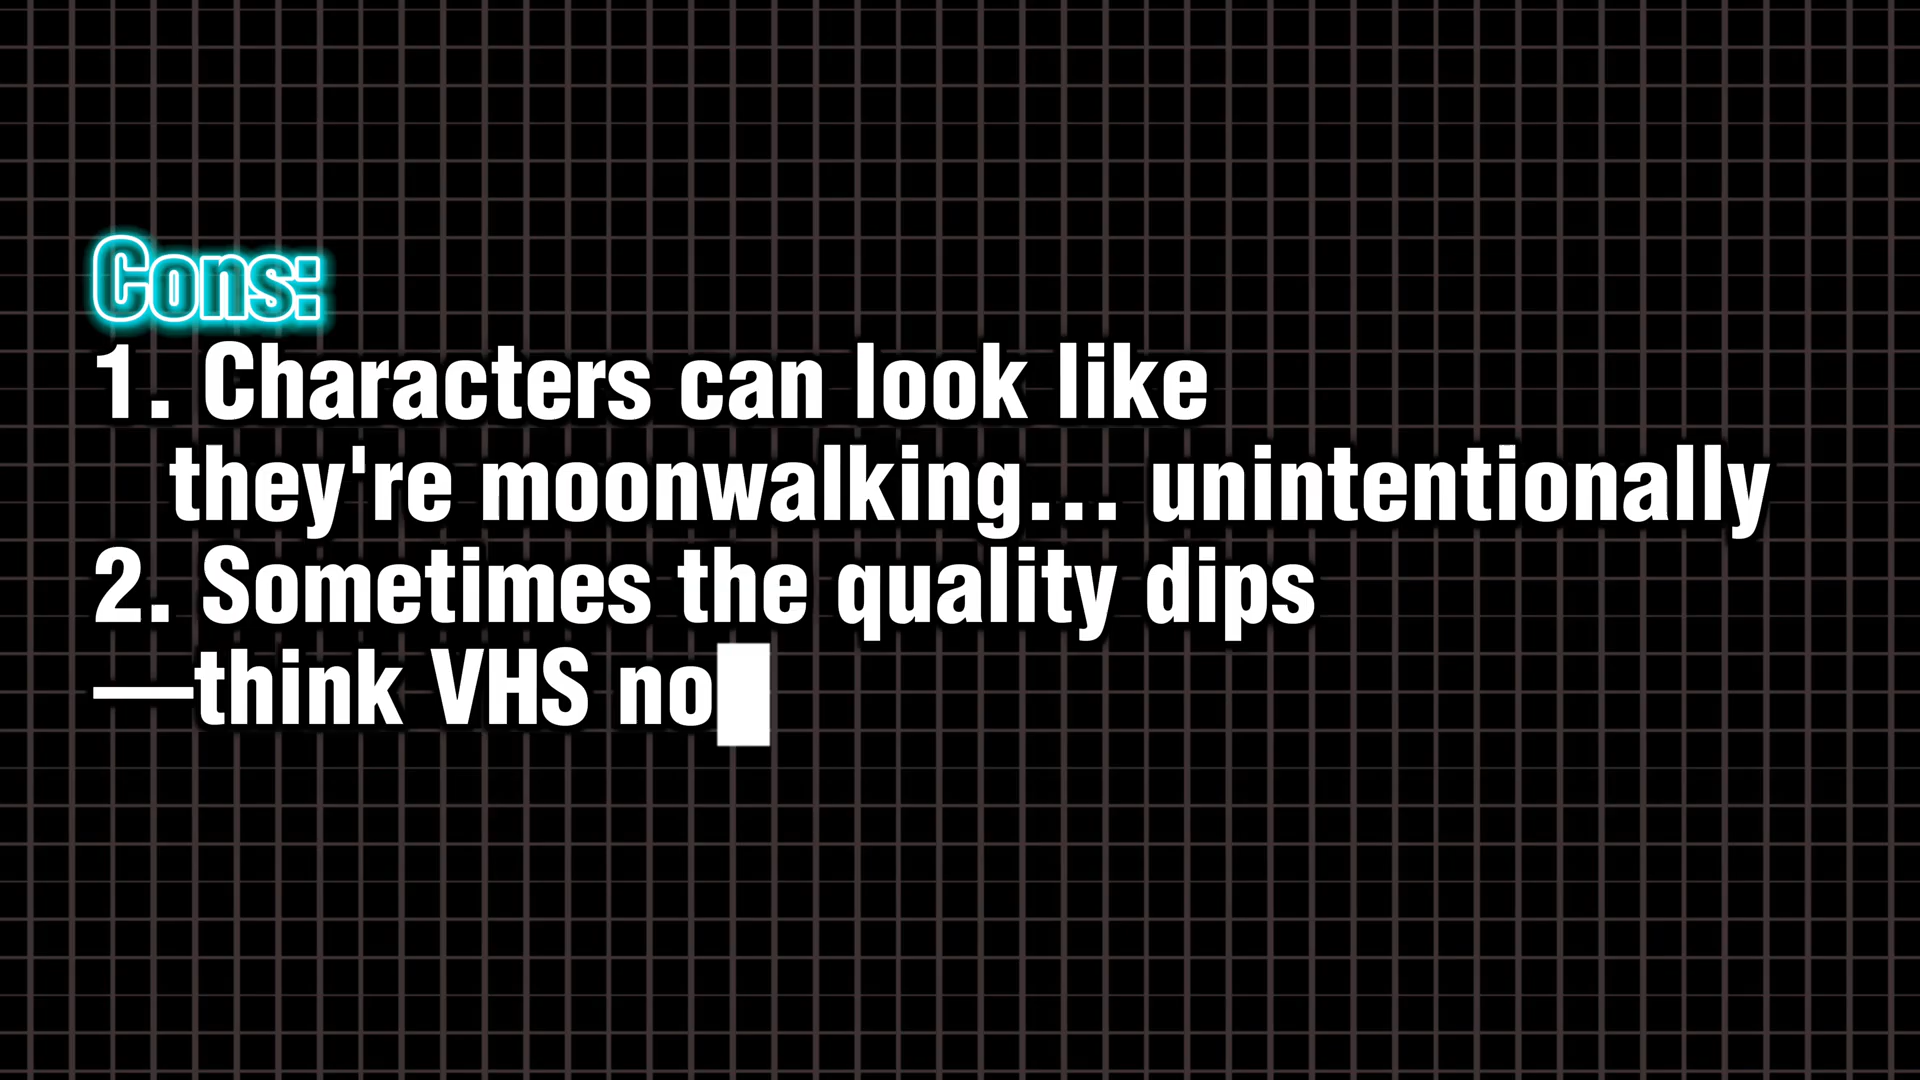 Cons:
1. Characters can look like
they're moonwalking... unintentionally
2. Sometimes the quality dips
—think VHS no